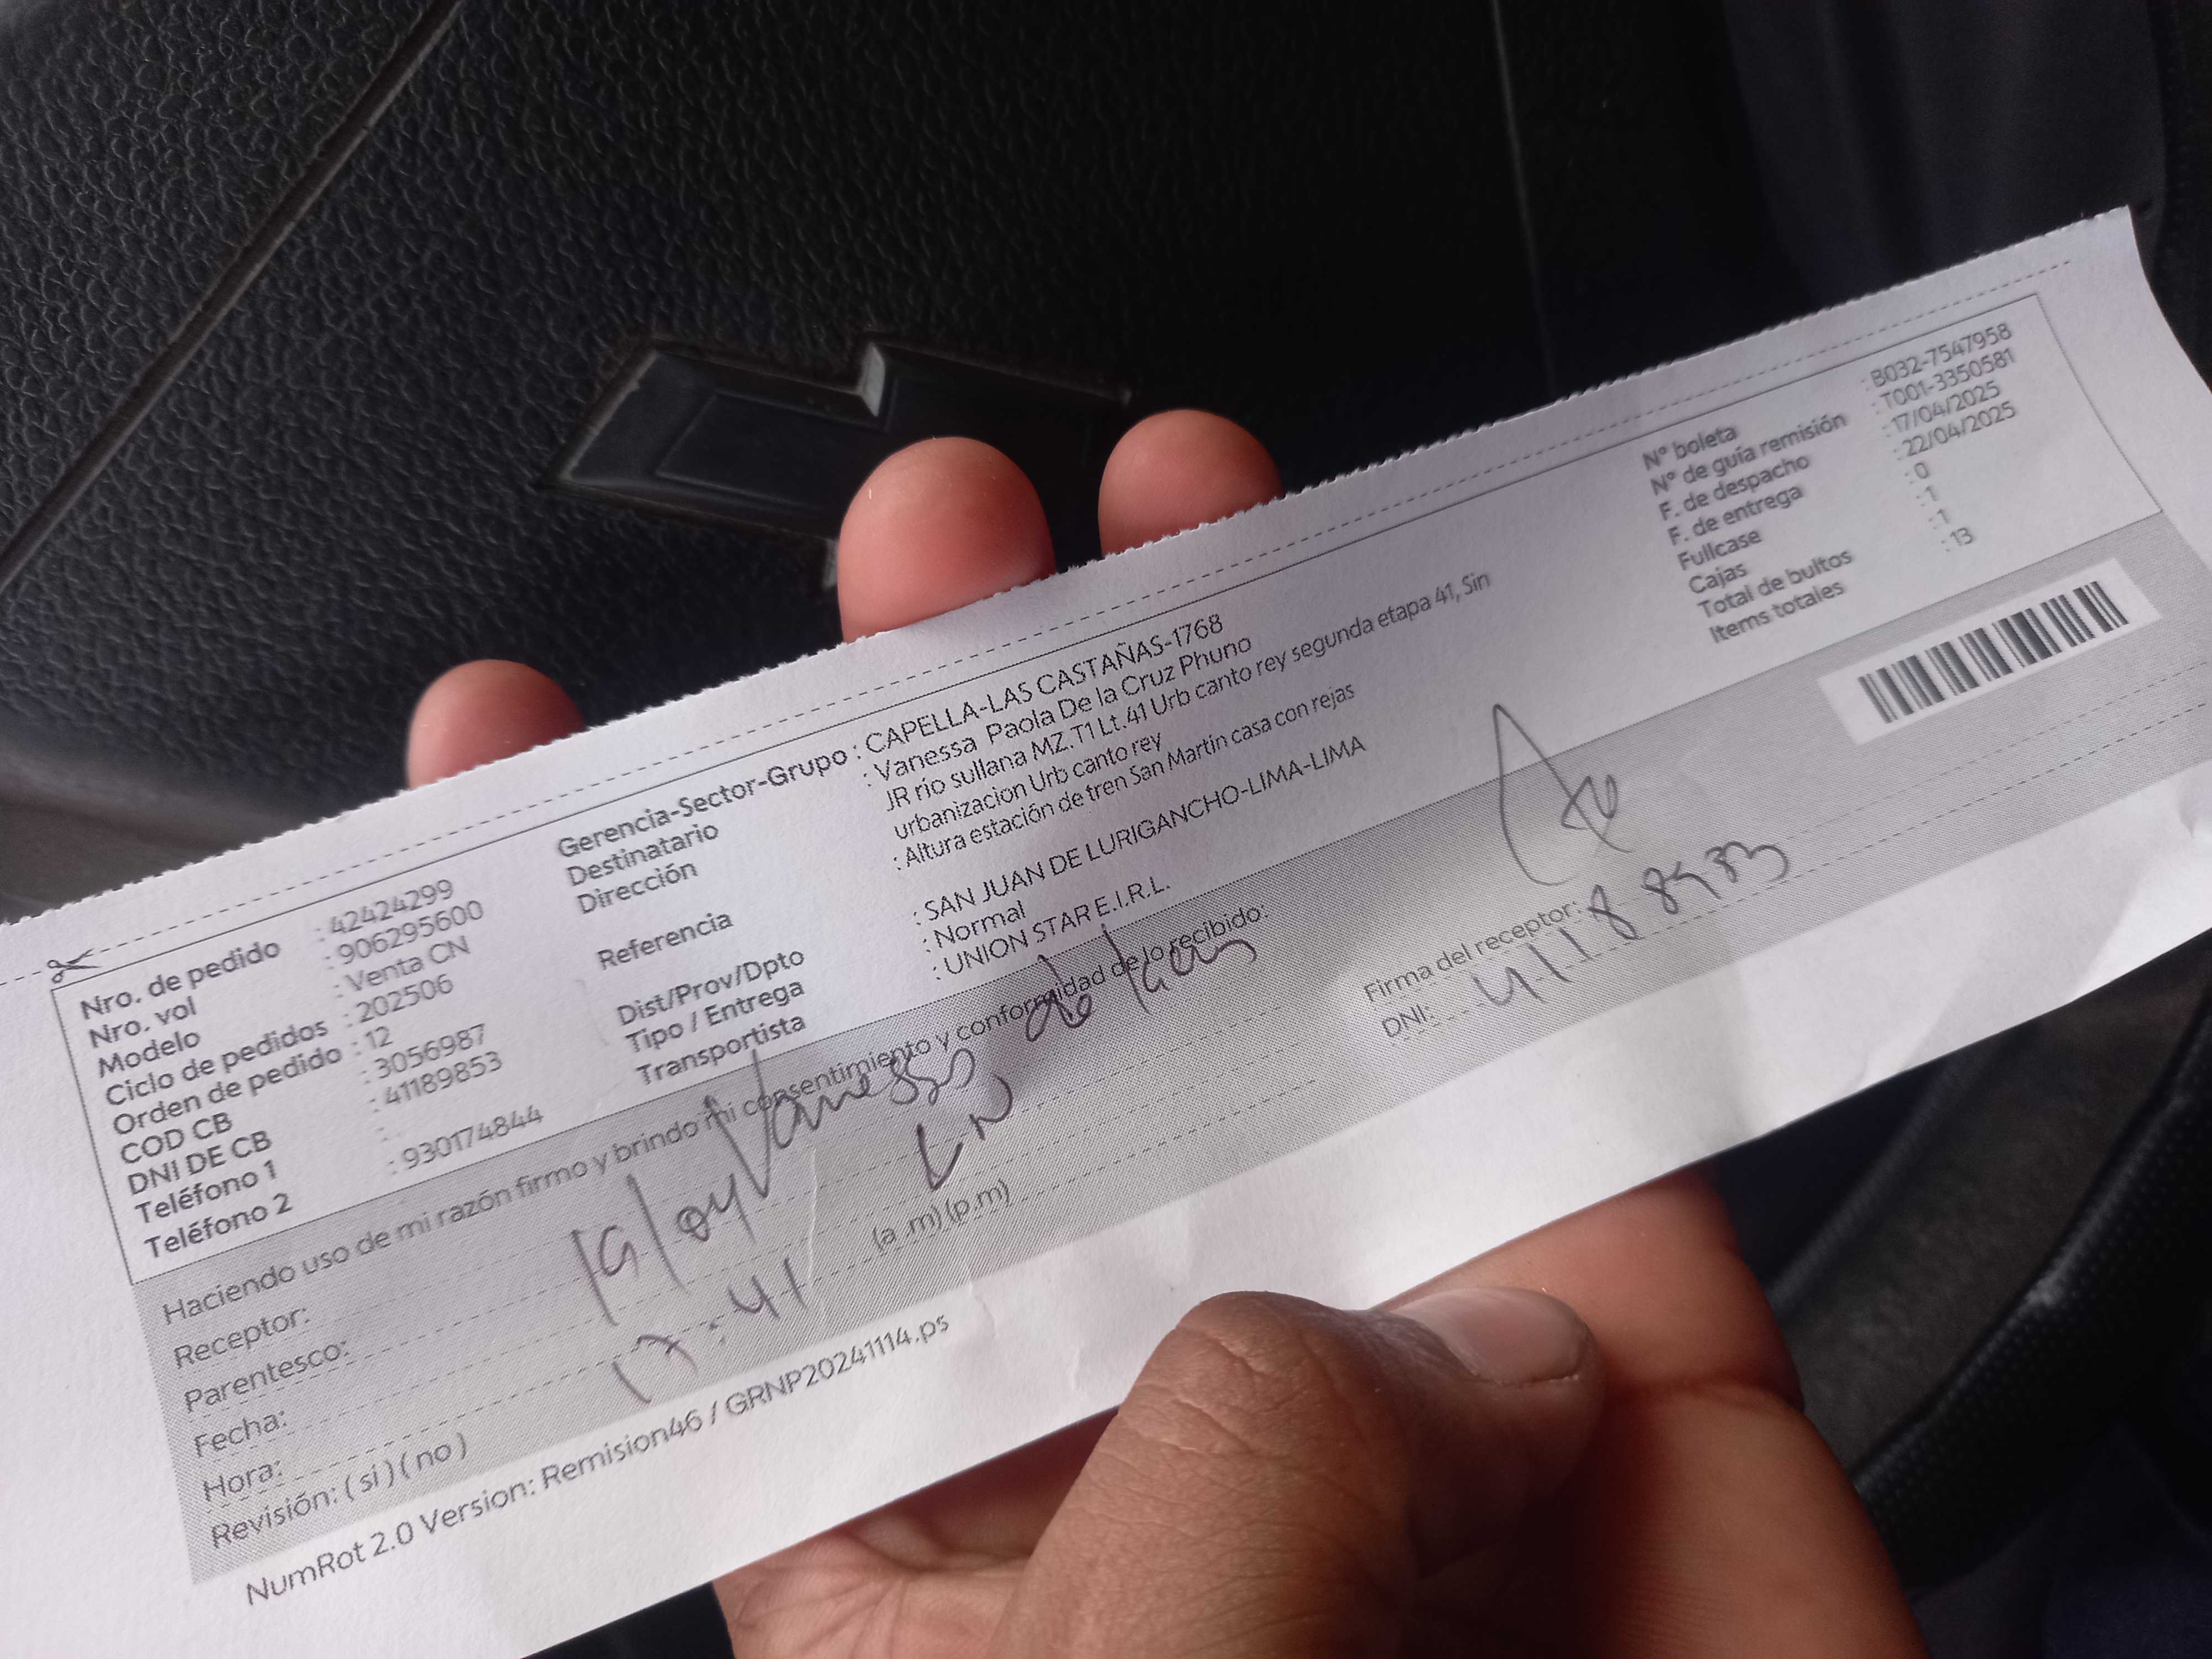 Nro. de pedido : 42424299
Nro. vol : 906295600
Modelo : Venta CN
Ciclo de pedidos : 202506
Orden de pedido : 12
COD CB : 3056987
DNI DE CB : 41189853
Teléfono 1 :
Teléfono 2 : 930174844
Gerencia-Sector-Grupo : CAPELLA-LAS CASTAÑAS-1768
Destinatario : Vanessa Paola De la Cruz Phuno
Dirección : JR rio sullana MZ.T1 Lt.41 Urb canto rey segunda etapa 41, Sin
urbanizacion Urb canto rey
Referencia : Altura estación de tren San Martin casa con rejas
Dist/Prov/Dpto : SAN JUAN DE LURIGANCHO-LIMA-LIMA
Tipo / Entrega : Normal
Transportista : UNION STAR E.I.R.L.
N° boleta : B032-7547958
N° de guía remisión : T001-3350581
F. de despacho : 17/04/2025
F. de entrega : 22/04/2025
Fullcase : 0
Cajas : 1
Total de bultos : 1
Items totales : 13
Haciendo uso de mi razón firmo y brindo mi consentimiento y conformidad de lo recibido:
Receptor: Vanessa de la
Parentesco:
Fecha: 19/04
Hora: 17:41 (a.m) (p.m)
Revisión: ( si ) ( no )
Firma del receptor:
DNI:
NumRot 2.0 Version: Remision46 / GRNP20241114.ps